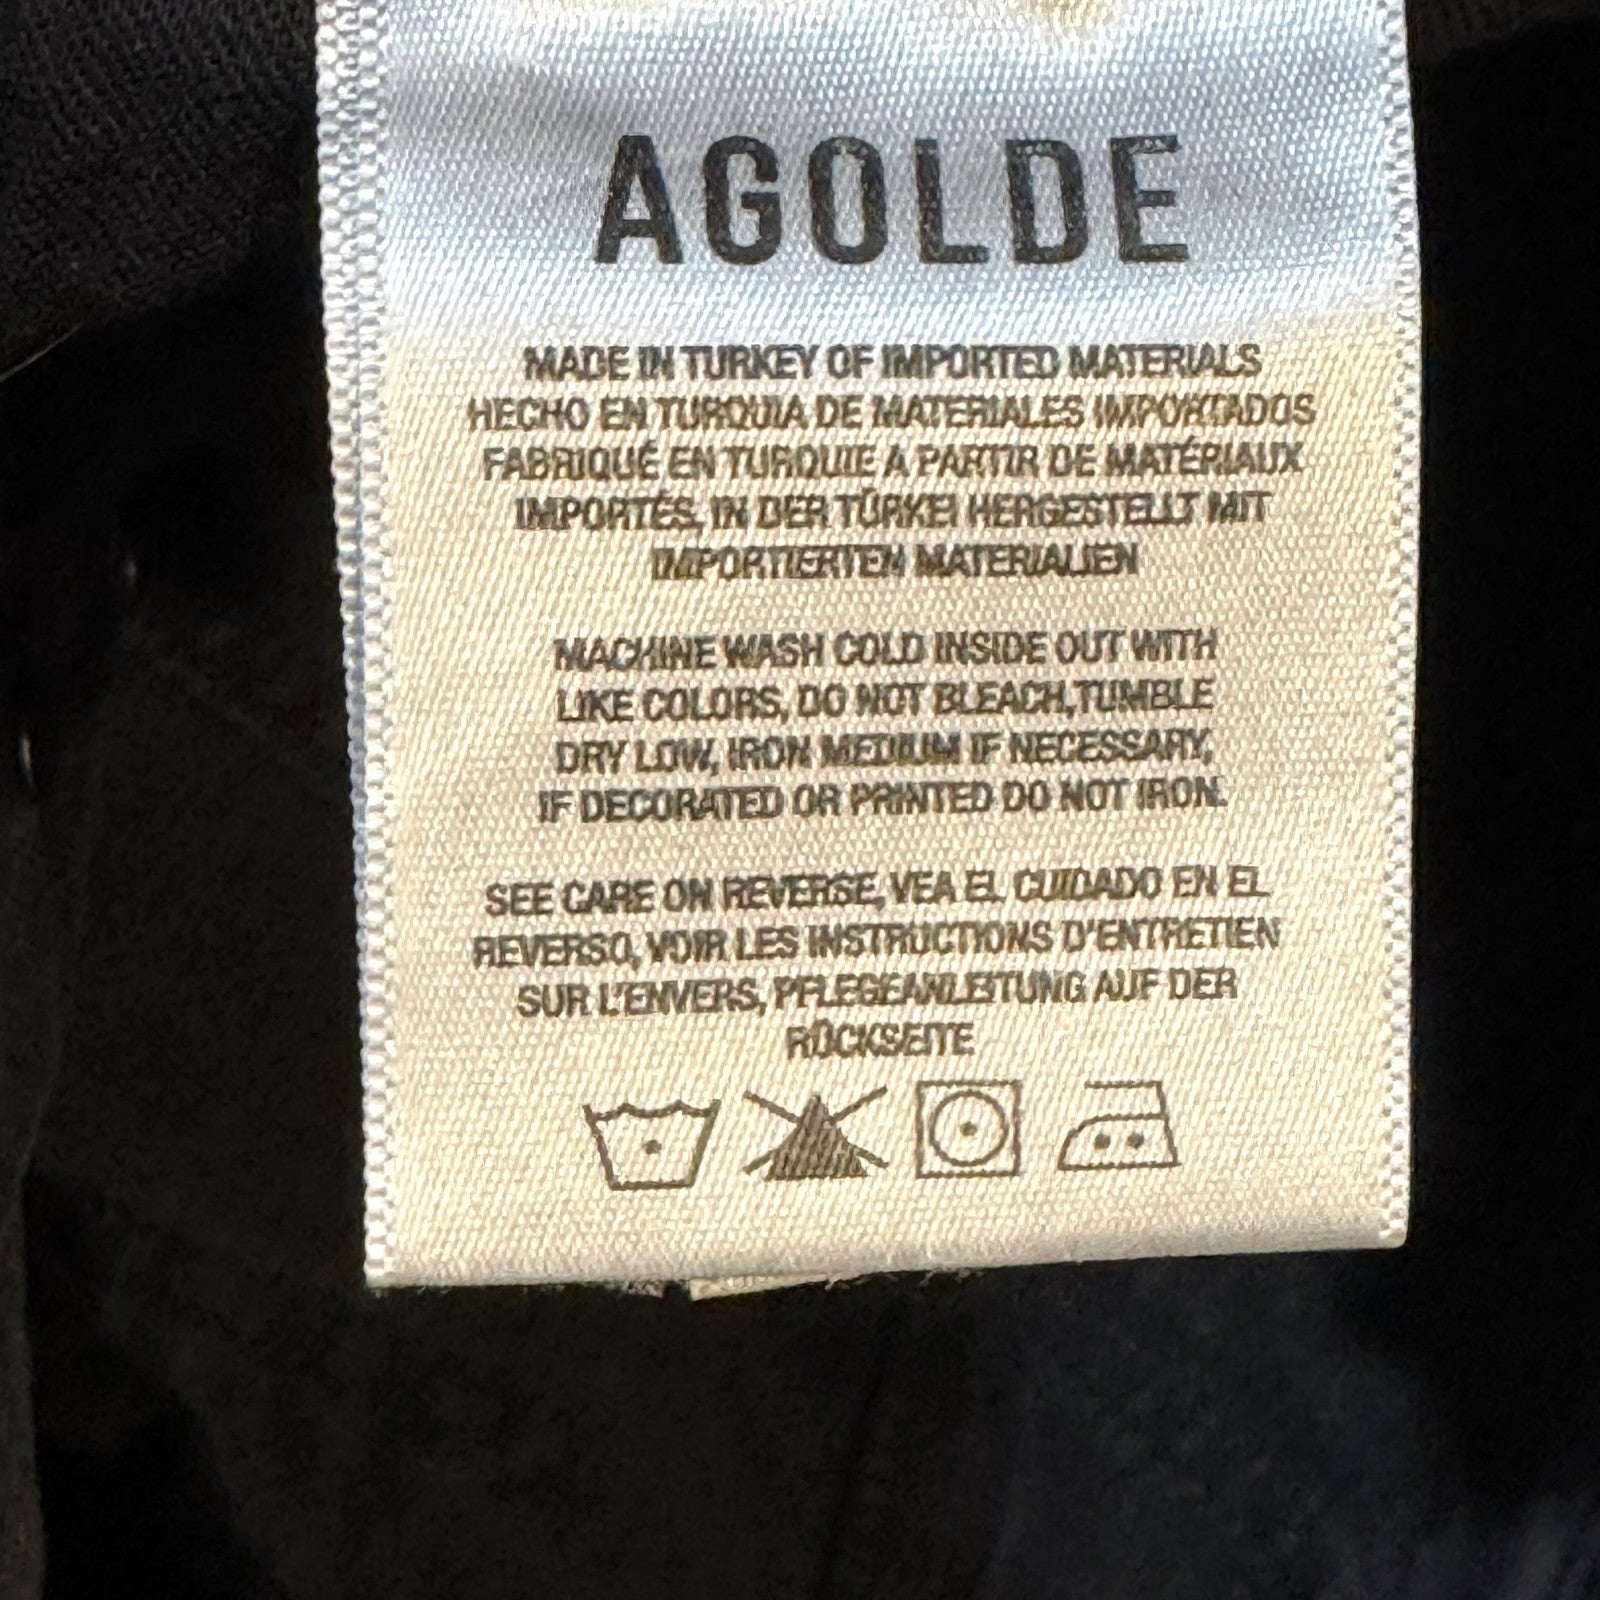 AGOLDE
MADE IN TURKEY OF IMPORTED MATERIALS
HECHO EN TURQUIA DE MATERIALES IMPORTADOS
FABRIQUÉ EN TURQUIE A PARTIR DE MATÉRIAUX
IMPORTÉS, IN DER TÜRKEI HERGESTELLT MIT
IMPORTIERTEN MATERIALIEN
MACHINE WASH COLD INSIDE OUT WITH
LIKE COLORS, DO NOT BLEACH,TUMBLE
DRY LOW, IRON MEDIUM IF NECESSARY,
IF DECORATED OR PRINTED DO NOT IRON.
SEE CARE ON REVERSE, VEA EL CUIDADO EN EL
REVERSO, VOIR LES INSTRUCTIONS D'ENTRETIEN
SUR L'ENVERS, PFLEGEANLEITUNG AUF DER
RÜCKSEITE